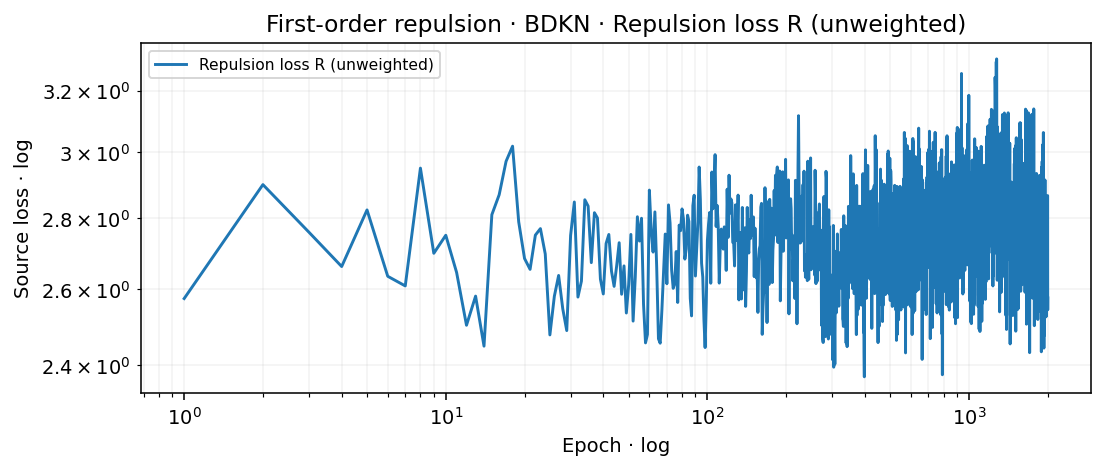 First-order repulsion · BDKN · Repulsion loss R (unweighted)
Repulsion loss R (unweighted)
Source loss · log
3.2 × 10⁰
3 × 10⁰
2.8 × 10⁰
2.6 × 10⁰
2.4 × 10⁰
10⁰ 10¹ 10² 10³
Epoch · log